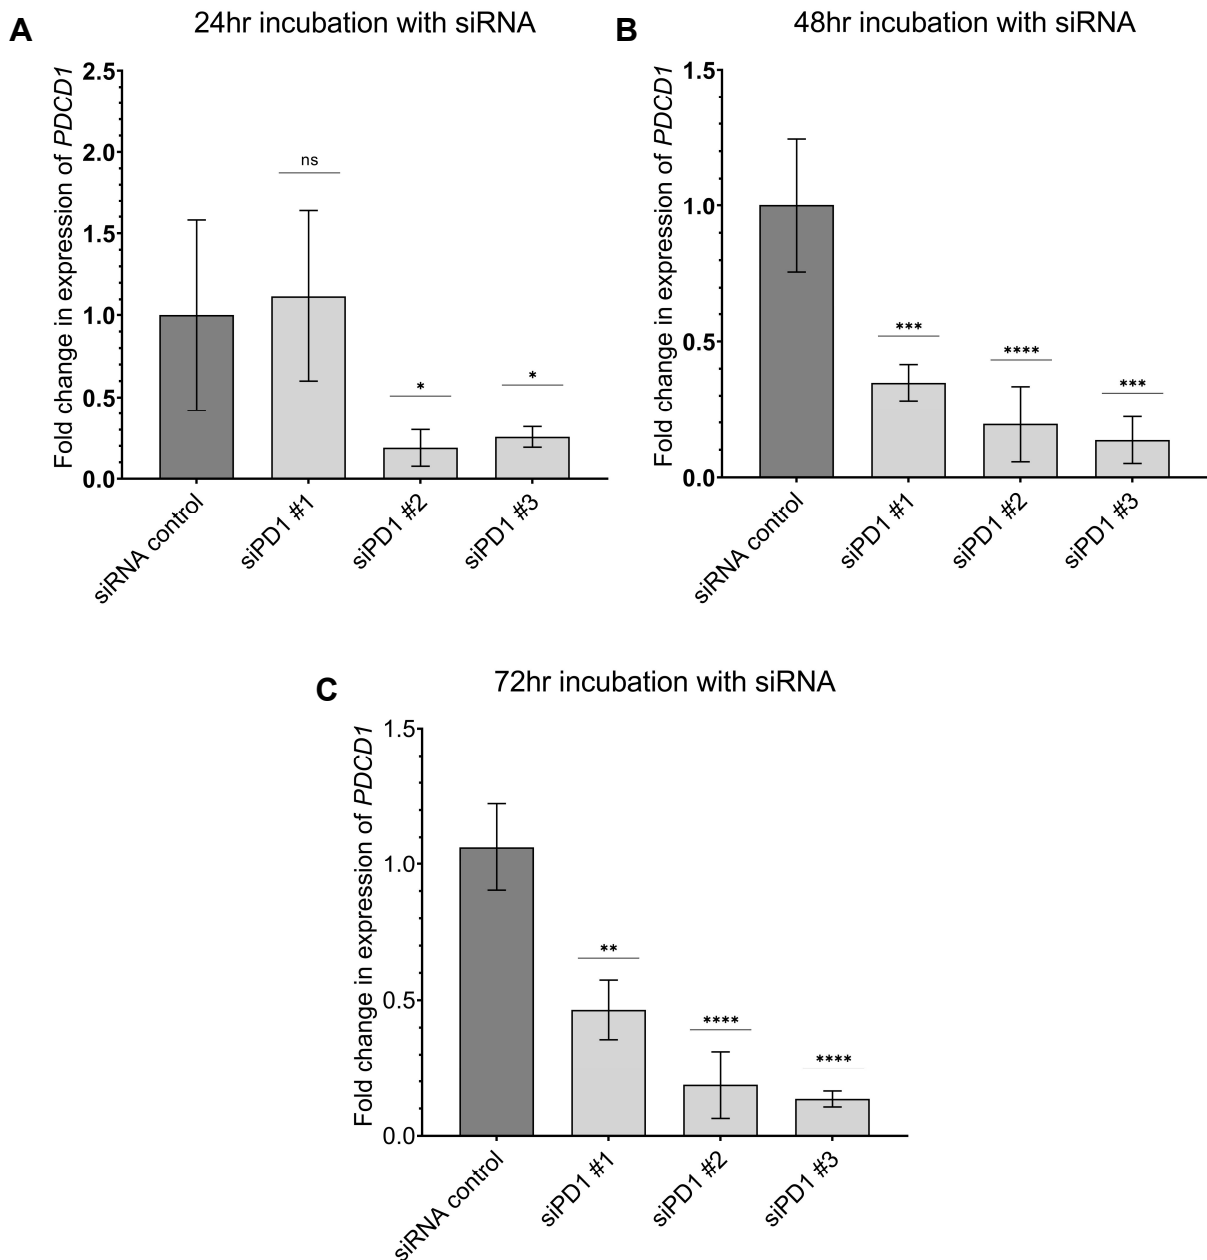 A
24hr incubation with siRNA
Fold change in expression of PDCD1
2.5
2.0
1.5
1.0
0.5
0.0
ns
*
*
siRNA control
siPD1 #1
siPD1 #2
siPD1 #3
B
48hr incubation with siRNA
Fold change in expression of PDCD1
1.5
1.0
0.5
0.0
***
****
***
siRNA control
siPD1 #1
siPD1 #2
siPD1 #3
C
72hr incubation with siRNA
Fold change in expression of PDCD1
1.5
1.0
0.5
0.0
**
****
****
siRNA control
siPD1 #1
siPD1 #2
siPD1 #3